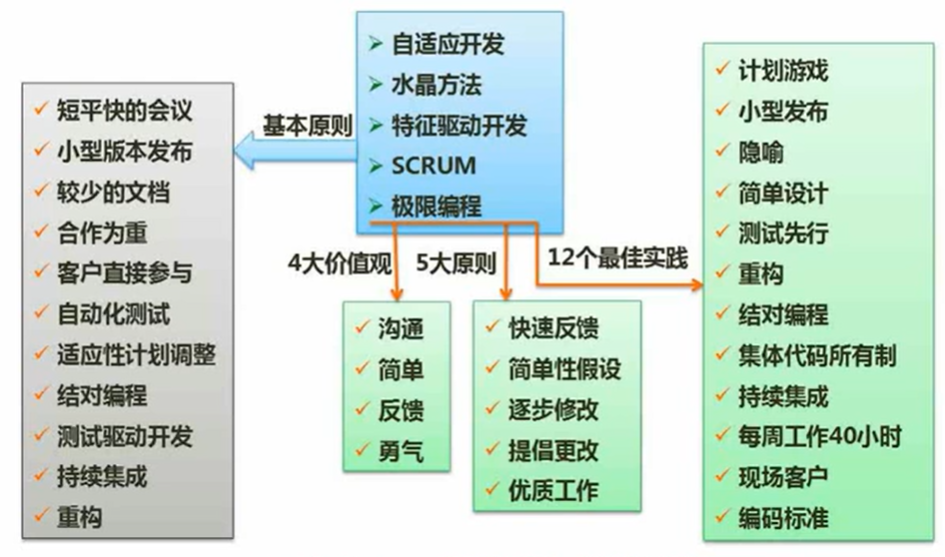 自适应开发
水晶方法
特征驱动开发
SCRUM
极限编程
基本原则
短平快的会议
小型版本发布
较少的文档
合作为重
客户直接参与
自动化测试
适应性计划调整
结对编程
测试驱动开发
持续集成
重构
4大价值观
沟通
简单
反馈
勇气
5大原则
快速反馈
简单性假设
逐步修改
提倡更改
优质工作
12个最佳实践
计划游戏
小型发布
隐喻
简单设计
测试先行
重构
结对编程
集体代码所有制
持续集成
每周工作40小时
现场客户
编码标准